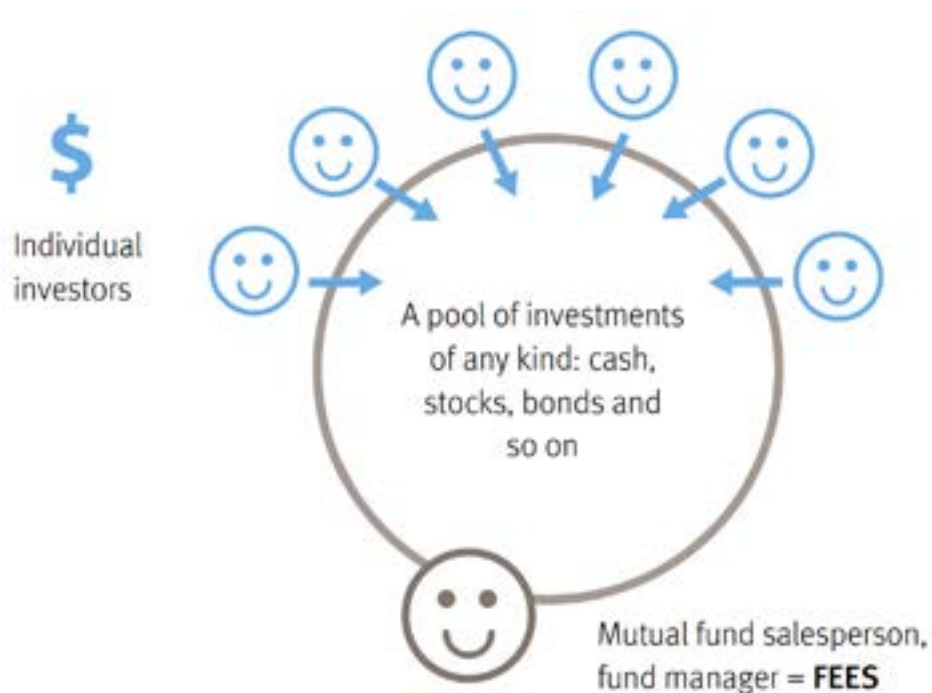 $
Individual
investors
A pool of investments
of any kind: cash,
stocks, bonds and
so on
Mutual fund salesperson,
fund manager = FEES